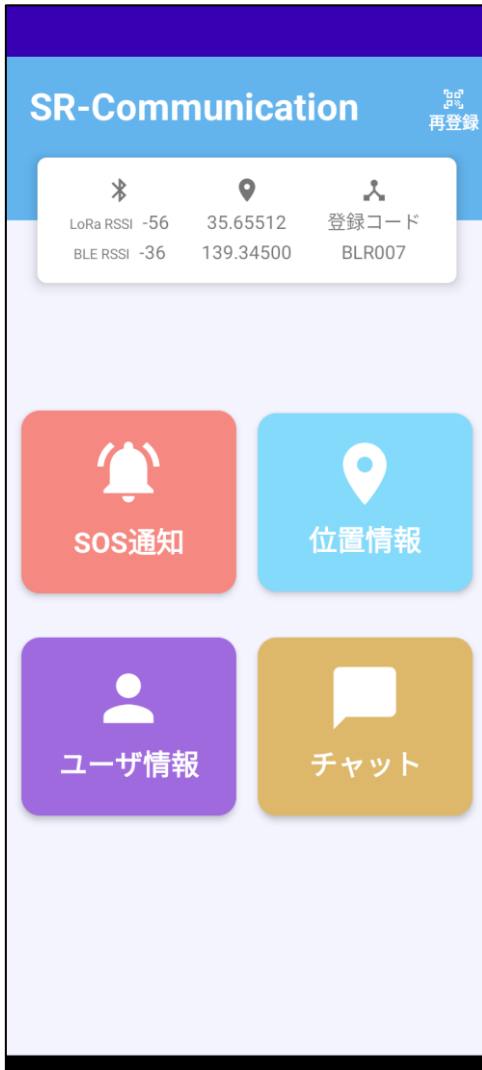 SR-Communication
再登録
LoRa RSSI -56 35.65512 登録コード
BLE RSSI -36 139.34500 BLR007
SOS通知 位置情報
ユーザ情報 チャット